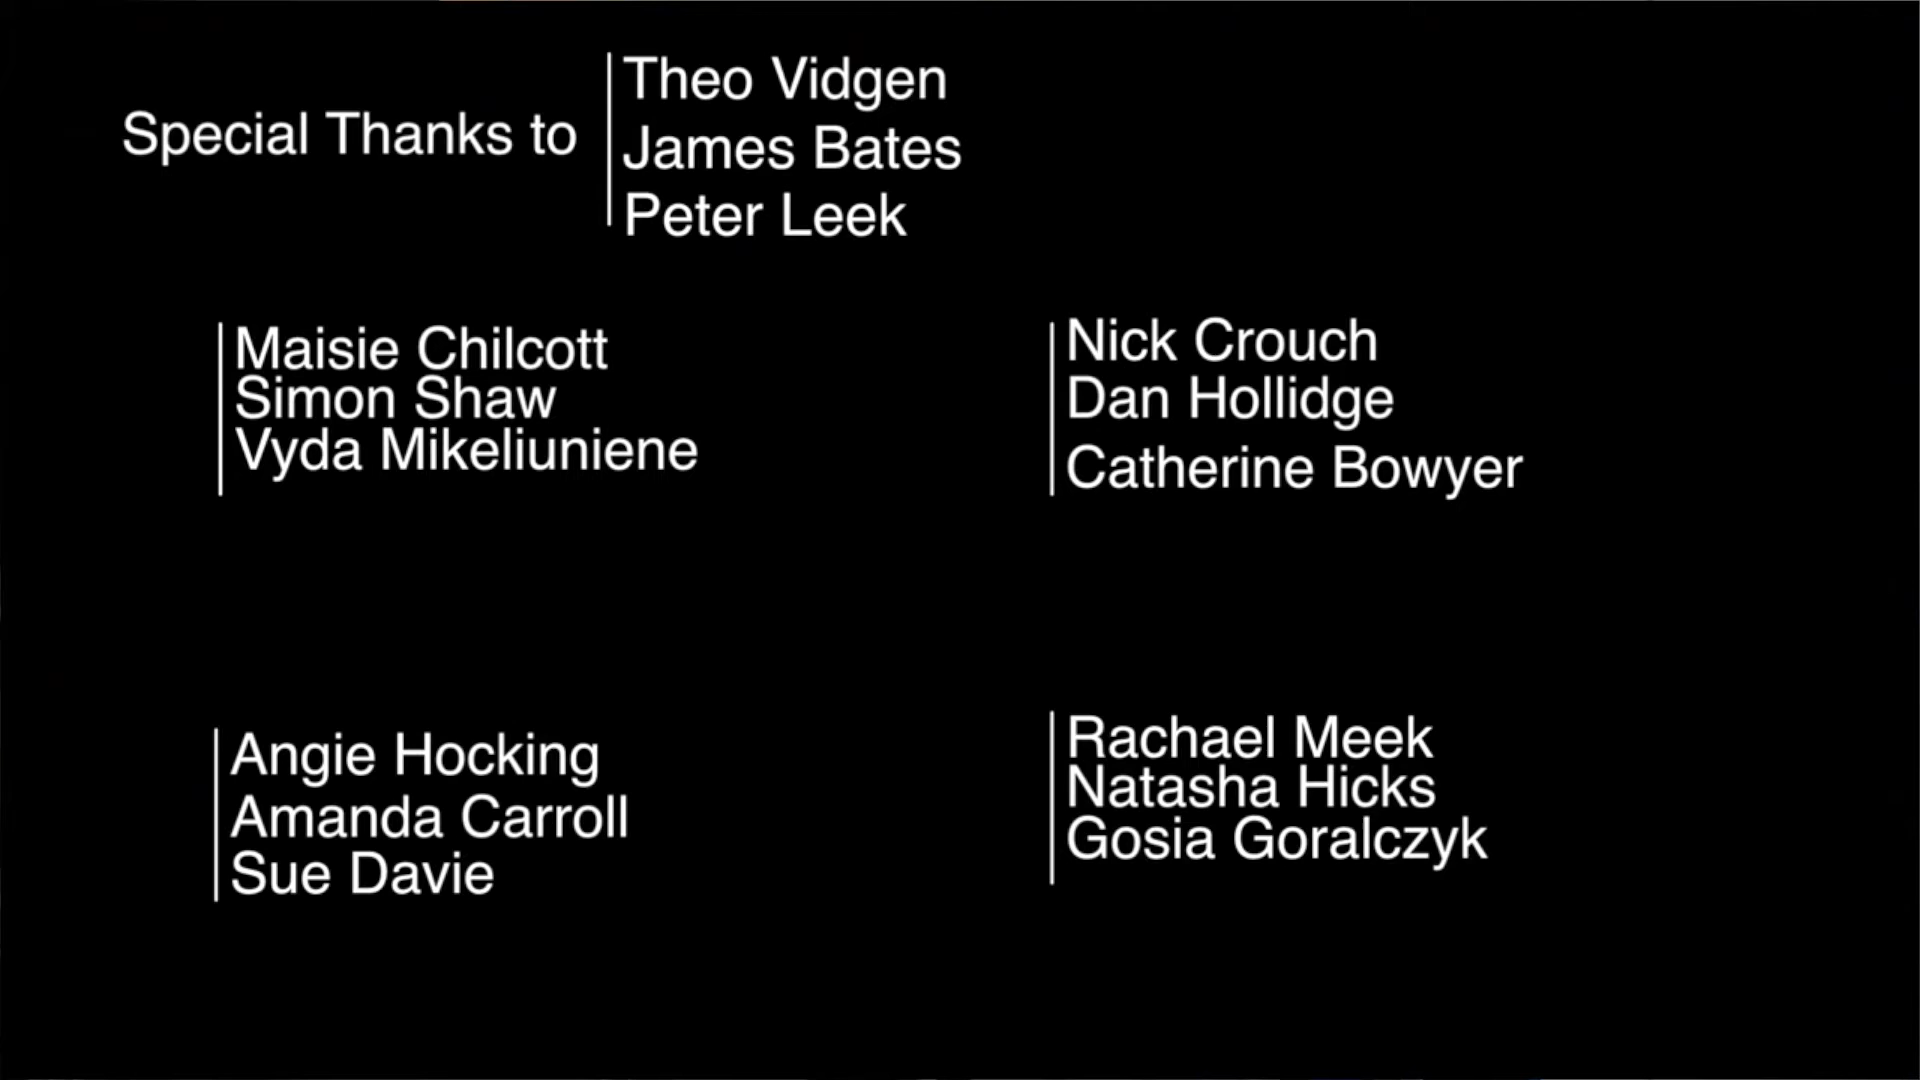 Special Thanks to
Theo Vidgen
James Bates
Peter Leek
Maisie Chilcott
Simon Shaw
Vyda Mikeliuniene
Nick Crouch
Dan Hollidge
Catherine Bowyer
Angie Hocking
Amanda Carroll
Sue Davie
Rachael Meek
Natasha Hicks
Gosia Goralczyk